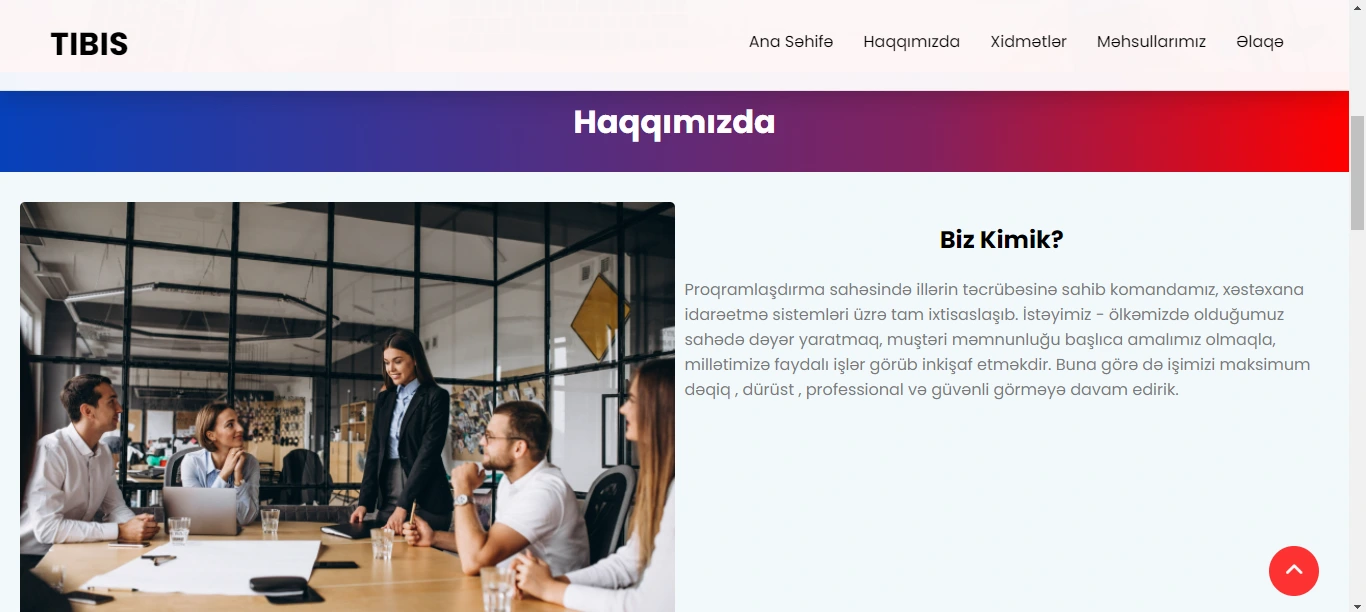 TIBIS
Ana Səhifə
Haqqımızda
Xidmətlər
Məhsullarımız
Əlaqə
Haqqımızda
Biz Kimik?
Proqramlaşdırma sahəsində illərin təcrübəsinə sahib komandamız, xəstəxana
idarəetmə sistemləri üzrə tam ixtisaslaşıb. İstəyimiz - ölkəmizdə olduğumuz
sahədə dəyər yaratmaq, muştəri məmnunluğu başlıca amalımız olmaqla,
millətimizə faydalı işlər görüb inkişaf etməkdir. Buna görə də işimizi maksimum
dəqiq , dürüst , professional və güvənli görməyə davam edirik.